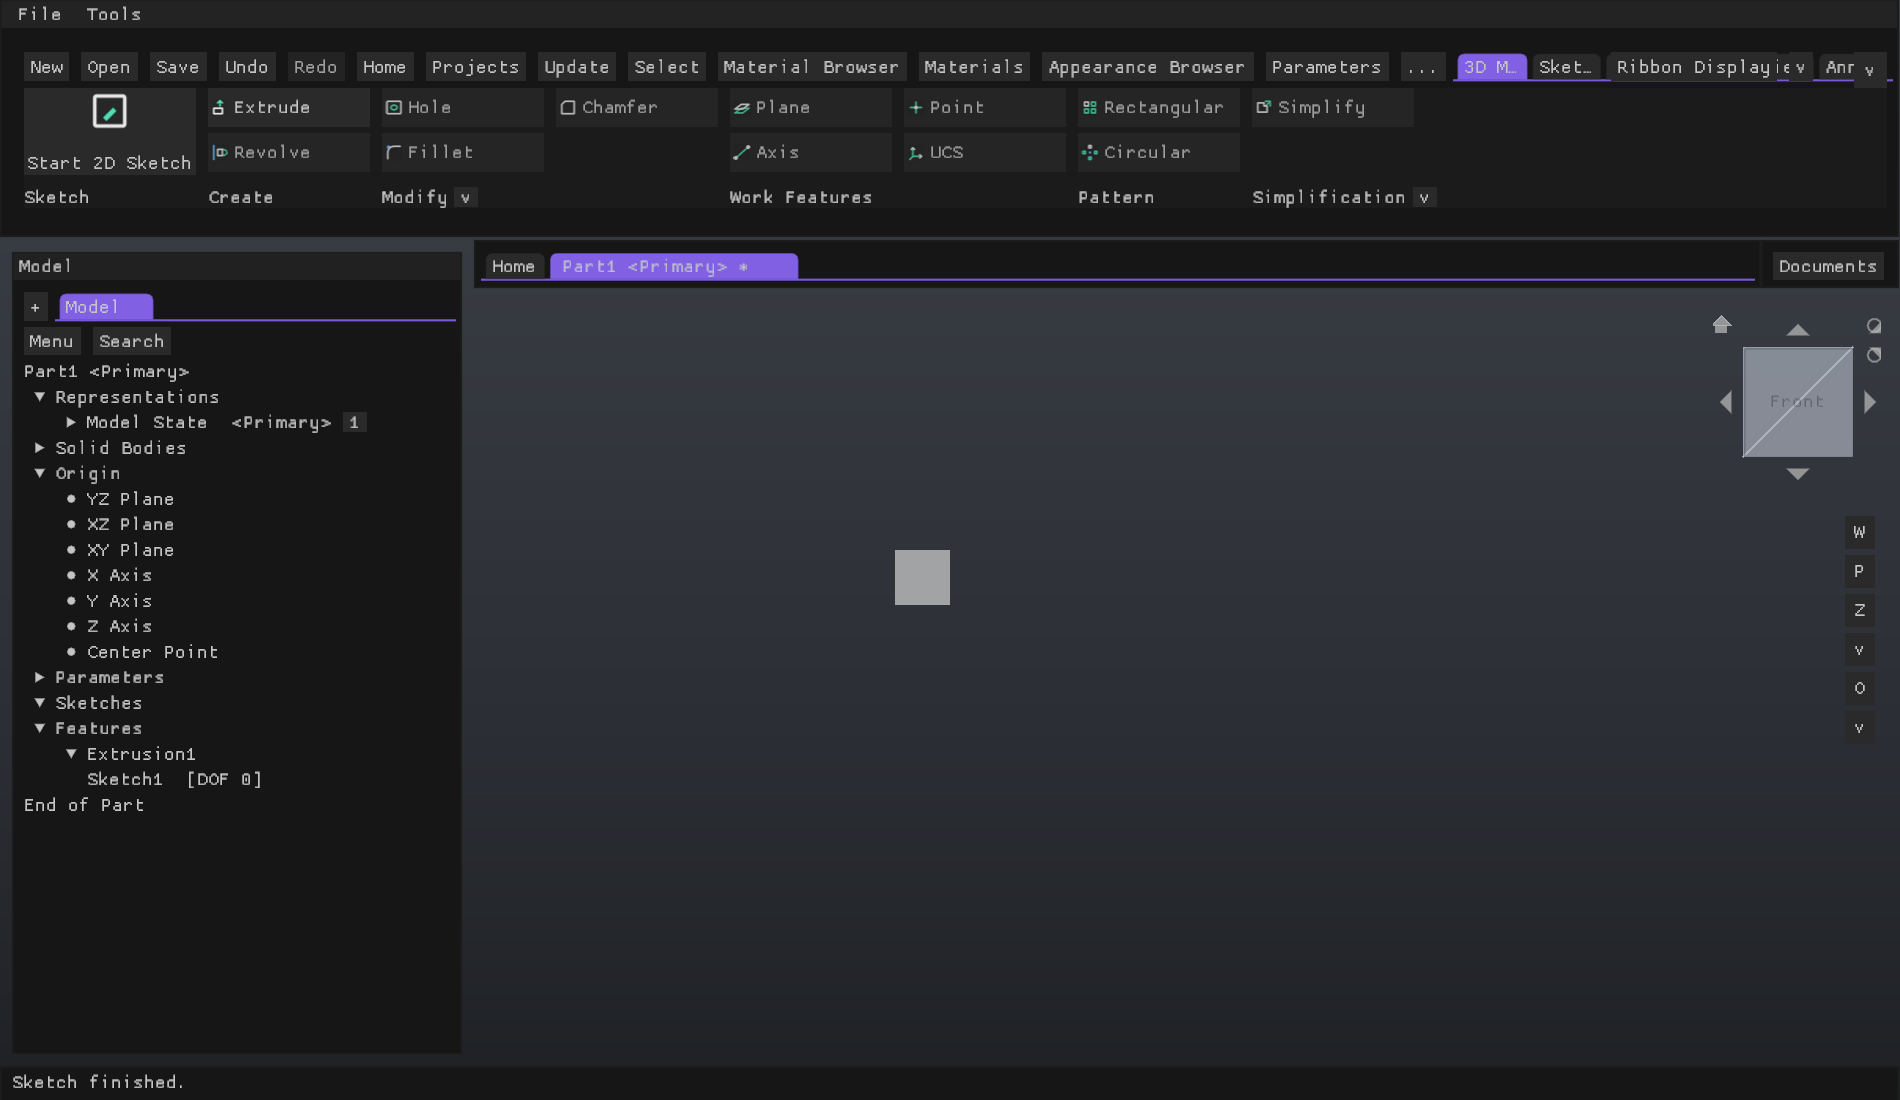 File Tools
New Open Save Undo Redo Home Projects Update Select Material Browser Materials Appearance Browser Parameters ... 3D M… Sket… Ribbon Display v v
Extrude Hole Chamfer Plane Point Rectangular Simplify
Start 2D Sketch Revolve Fillet Axis UCS Circular
Sketch Create Modify v Work Features Pattern Simplification v
Model
Home Part1 <Primary> * Documents
+ Model
Menu Search
Part1 <Primary>
Representations
Model State <Primary> 1
Solid Bodies
Origin
YZ Plane
XZ Plane
XY Plane
X Axis
Y Axis
Z Axis
Center Point
Parameters
Sketches
Features
Extrusion1
Sketch1 [DOF 0]
End of Part
Front
W
P
Z
v
O
v
Sketch finished.